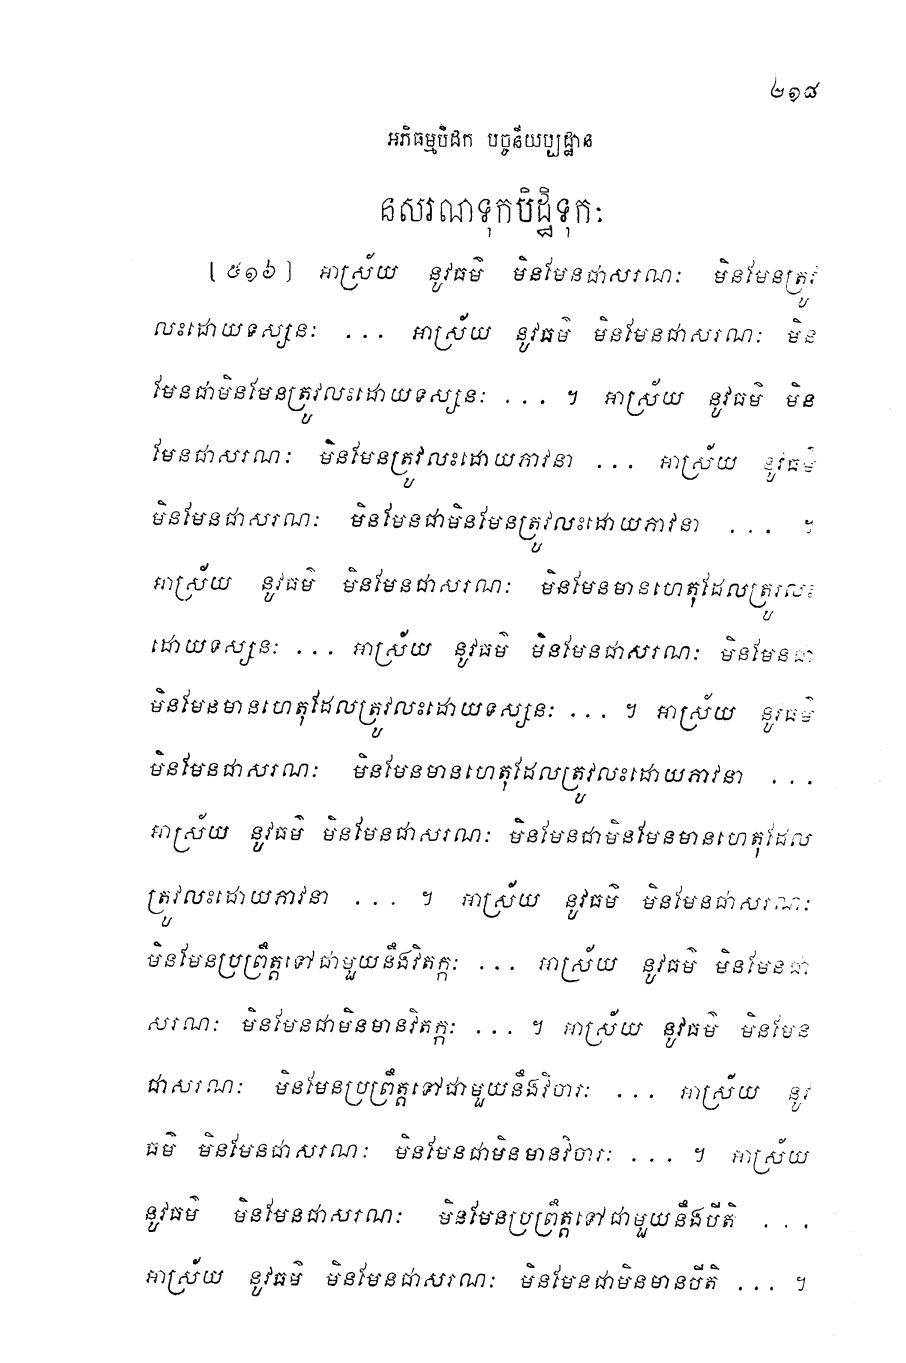 ២១៨
អភិធម្មបិដក បច្ចនីយប្បដ្ឋាន
នសរណទុកបិដ្ឋិទុកៈ
[៥១៦] អាស្រ័យ នូវធម៌ មិនមែនជាសរណៈ មិនមែនត្រូវ
លះដោយទស្សនៈ ... អាស្រ័យ នូវធម៌ មិនមែនជាសរណៈ មិន
មែនជាមិនមែនត្រូវលះដោយទស្សនៈ ... ។ អាស្រ័យ នូវធម៌ មិន
មែនជាសរណៈ មិនមែនត្រូវលះដោយភាវនា ... អាស្រ័យ នូវធម៌
មិនមែនជាសរណៈ មិនមែនជាមិនមែនត្រូវលះដោយភាវនា ... ។
អាស្រ័យ នូវធម៌ មិនមែនជាសរណៈ មិនមែនមានហេតុដែលត្រូវលះ
ដោយទស្សនៈ ... អាស្រ័យ នូវធម៌ មិនមែនជាសរណៈ មិនមែនជា
មិនមែនមានហេតុដែលត្រូវលះដោយទស្សនៈ ... ។ អាស្រ័យ នូវធម៌
មិនមែនជាសរណៈ មិនមែនមានហេតុដែលត្រូវលះដោយភាវនា ...
អាស្រ័យ នូវធម៌ មិនមែនជាសរណៈ មិនមែនជាមិនមែនមានហេតុដែល
ត្រូវលះដោយភាវនា ... ។ អាស្រ័យ នូវធម៌ មិនមែនជាសរណៈ
មិនមែនប្រព្រឹត្តទៅជាមួយនឹងវិតក្កៈ ... អាស្រ័យ នូវធម៌ មិនមែនជា
សរណៈ មិនមែនជាមិនមានវិតក្កៈ ... ។ អាស្រ័យ នូវធម៌ មិនមែន
ជាសរណៈ មិនមែនប្រព្រឹត្តទៅជាមួយនឹងវិចារៈ ... អាស្រ័យ នូវ
ធម៌ មិនមែនជាសរណៈ មិនមែនជាមិនមានវិចារៈ ... ។ អាស្រ័យ
នូវធម៌ មិនមែនជាសរណៈ មិនមែនប្រព្រឹត្តទៅជាមួយនឹងបីតិ ...
អាស្រ័យ នូវធម៌ មិនមែនជាសរណៈ មិនមែនជាមិនមានបីតិ ... ។